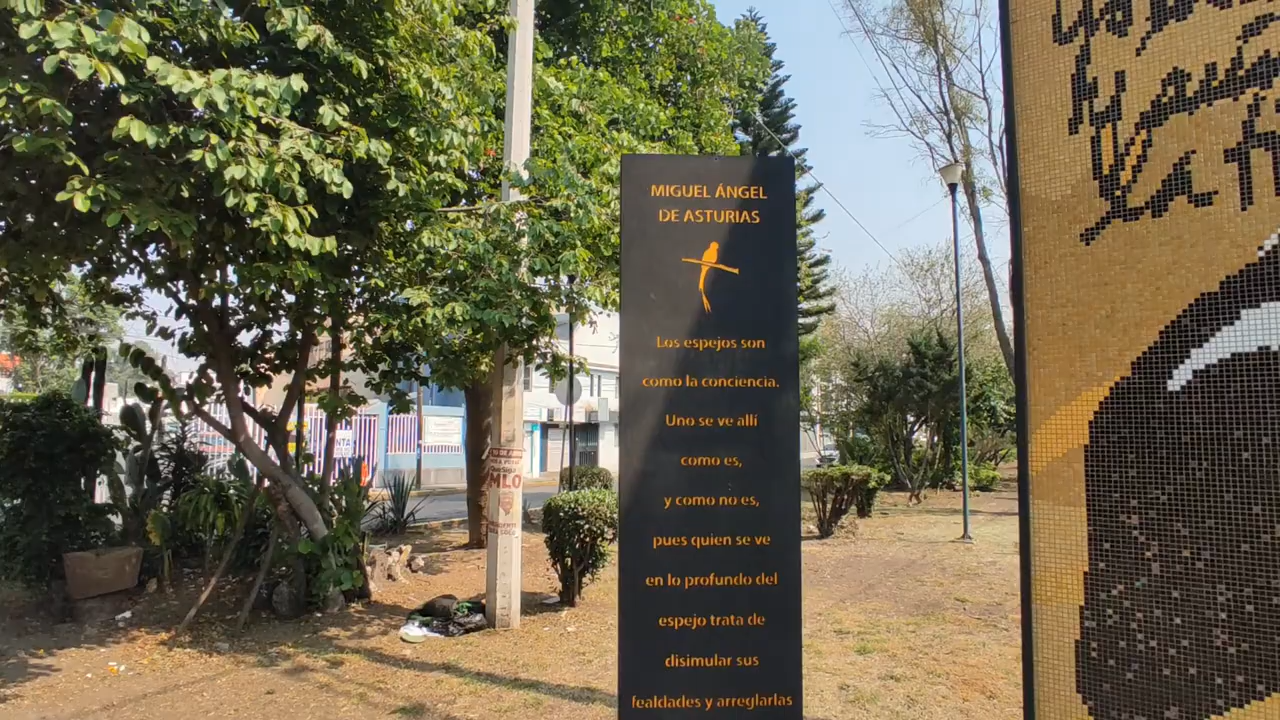 MIGUEL ÁNGEL
DE ASTURIAS
Los espejos son
como la conciencia.
Uno se ve allí
como es,
y como no es,
pues quien se ve
en lo profundo del
espejo trata de
disimular sus
fealdades y arreglarlas
MLO